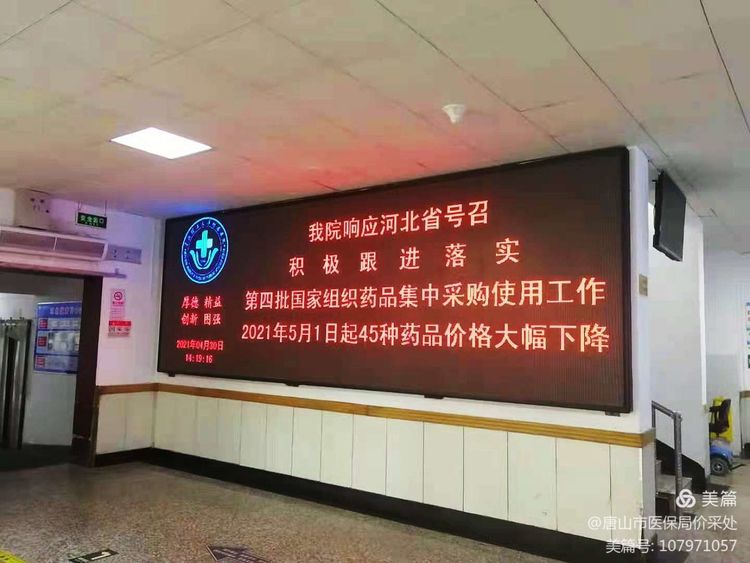 我院响应河北省号召
积极跟进落实
第四批国家组织药品集中采购使用工作
2021年5月1日起45种药品价格大幅下降
厚德 精益
创新 图强
2021年04月30日
14:19:16
美篇
@唐山市医保局价采处
美篇号: 107971057